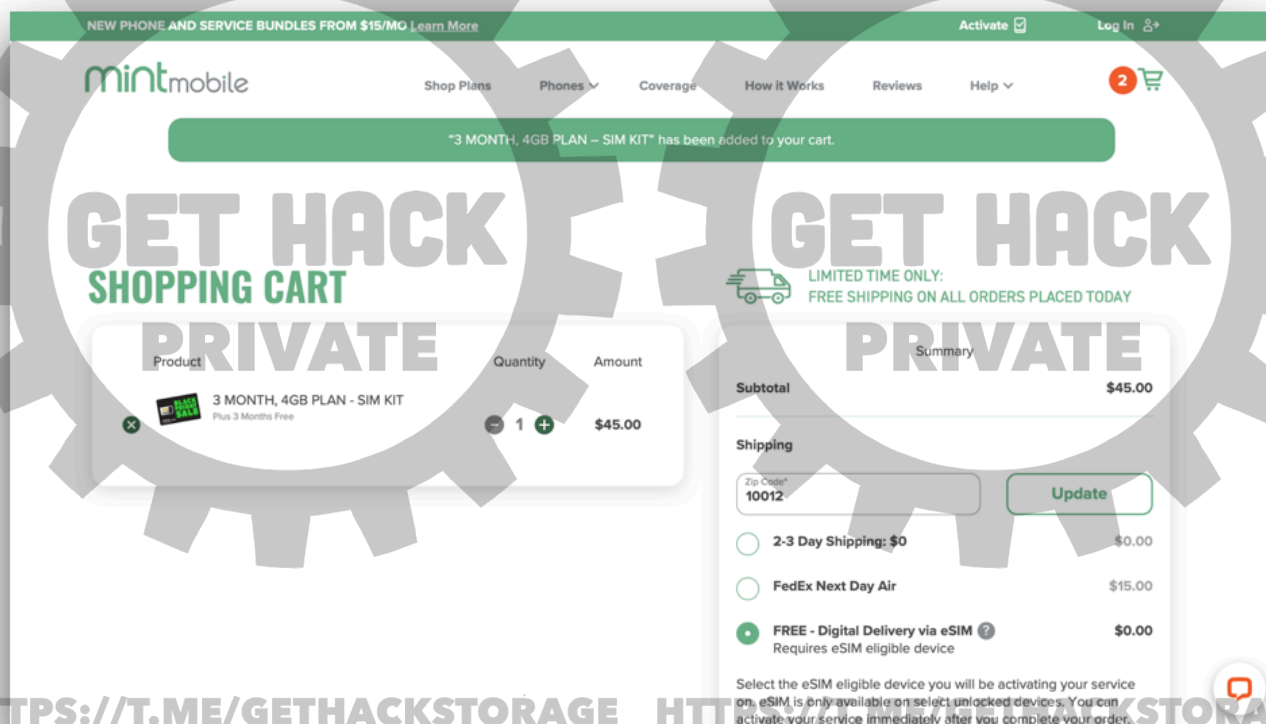 NEW PHONE AND SERVICE BUNDLES FROM $15/MO Learn More
Activate
Log In
mintmobile
Shop Plans
Phones
Coverage
How it Works
Reviews
Help
2
"3 MONTH, 4GB PLAN – SIM KIT" has been added to your cart.
GET HACK
PRIVATE
GET HACK
PRIVATE
SHOPPING CART
LIMITED TIME ONLY:
FREE SHIPPING ON ALL ORDERS PLACED TODAY
Product
Quantity
Amount
BLACK
FRIDAY
SALE
3 MONTH, 4GB PLAN - SIM KIT
Plus 3 Months Free
1
$45.00
Summary
Subtotal
$45.00
Shipping
Zip Code*
10012
Update
2-3 Day Shipping: $0
$0.00
FedEx Next Day Air
$15.00
FREE - Digital Delivery via eSIM ?
$0.00
Requires eSIM eligible device
Select the eSIM eligible device you will be activating your service
on. eSIM is only available on select unlocked devices. You can
activate your service immediately after you complete your order.
TPS://T.ME/GETHACKSTORAGE